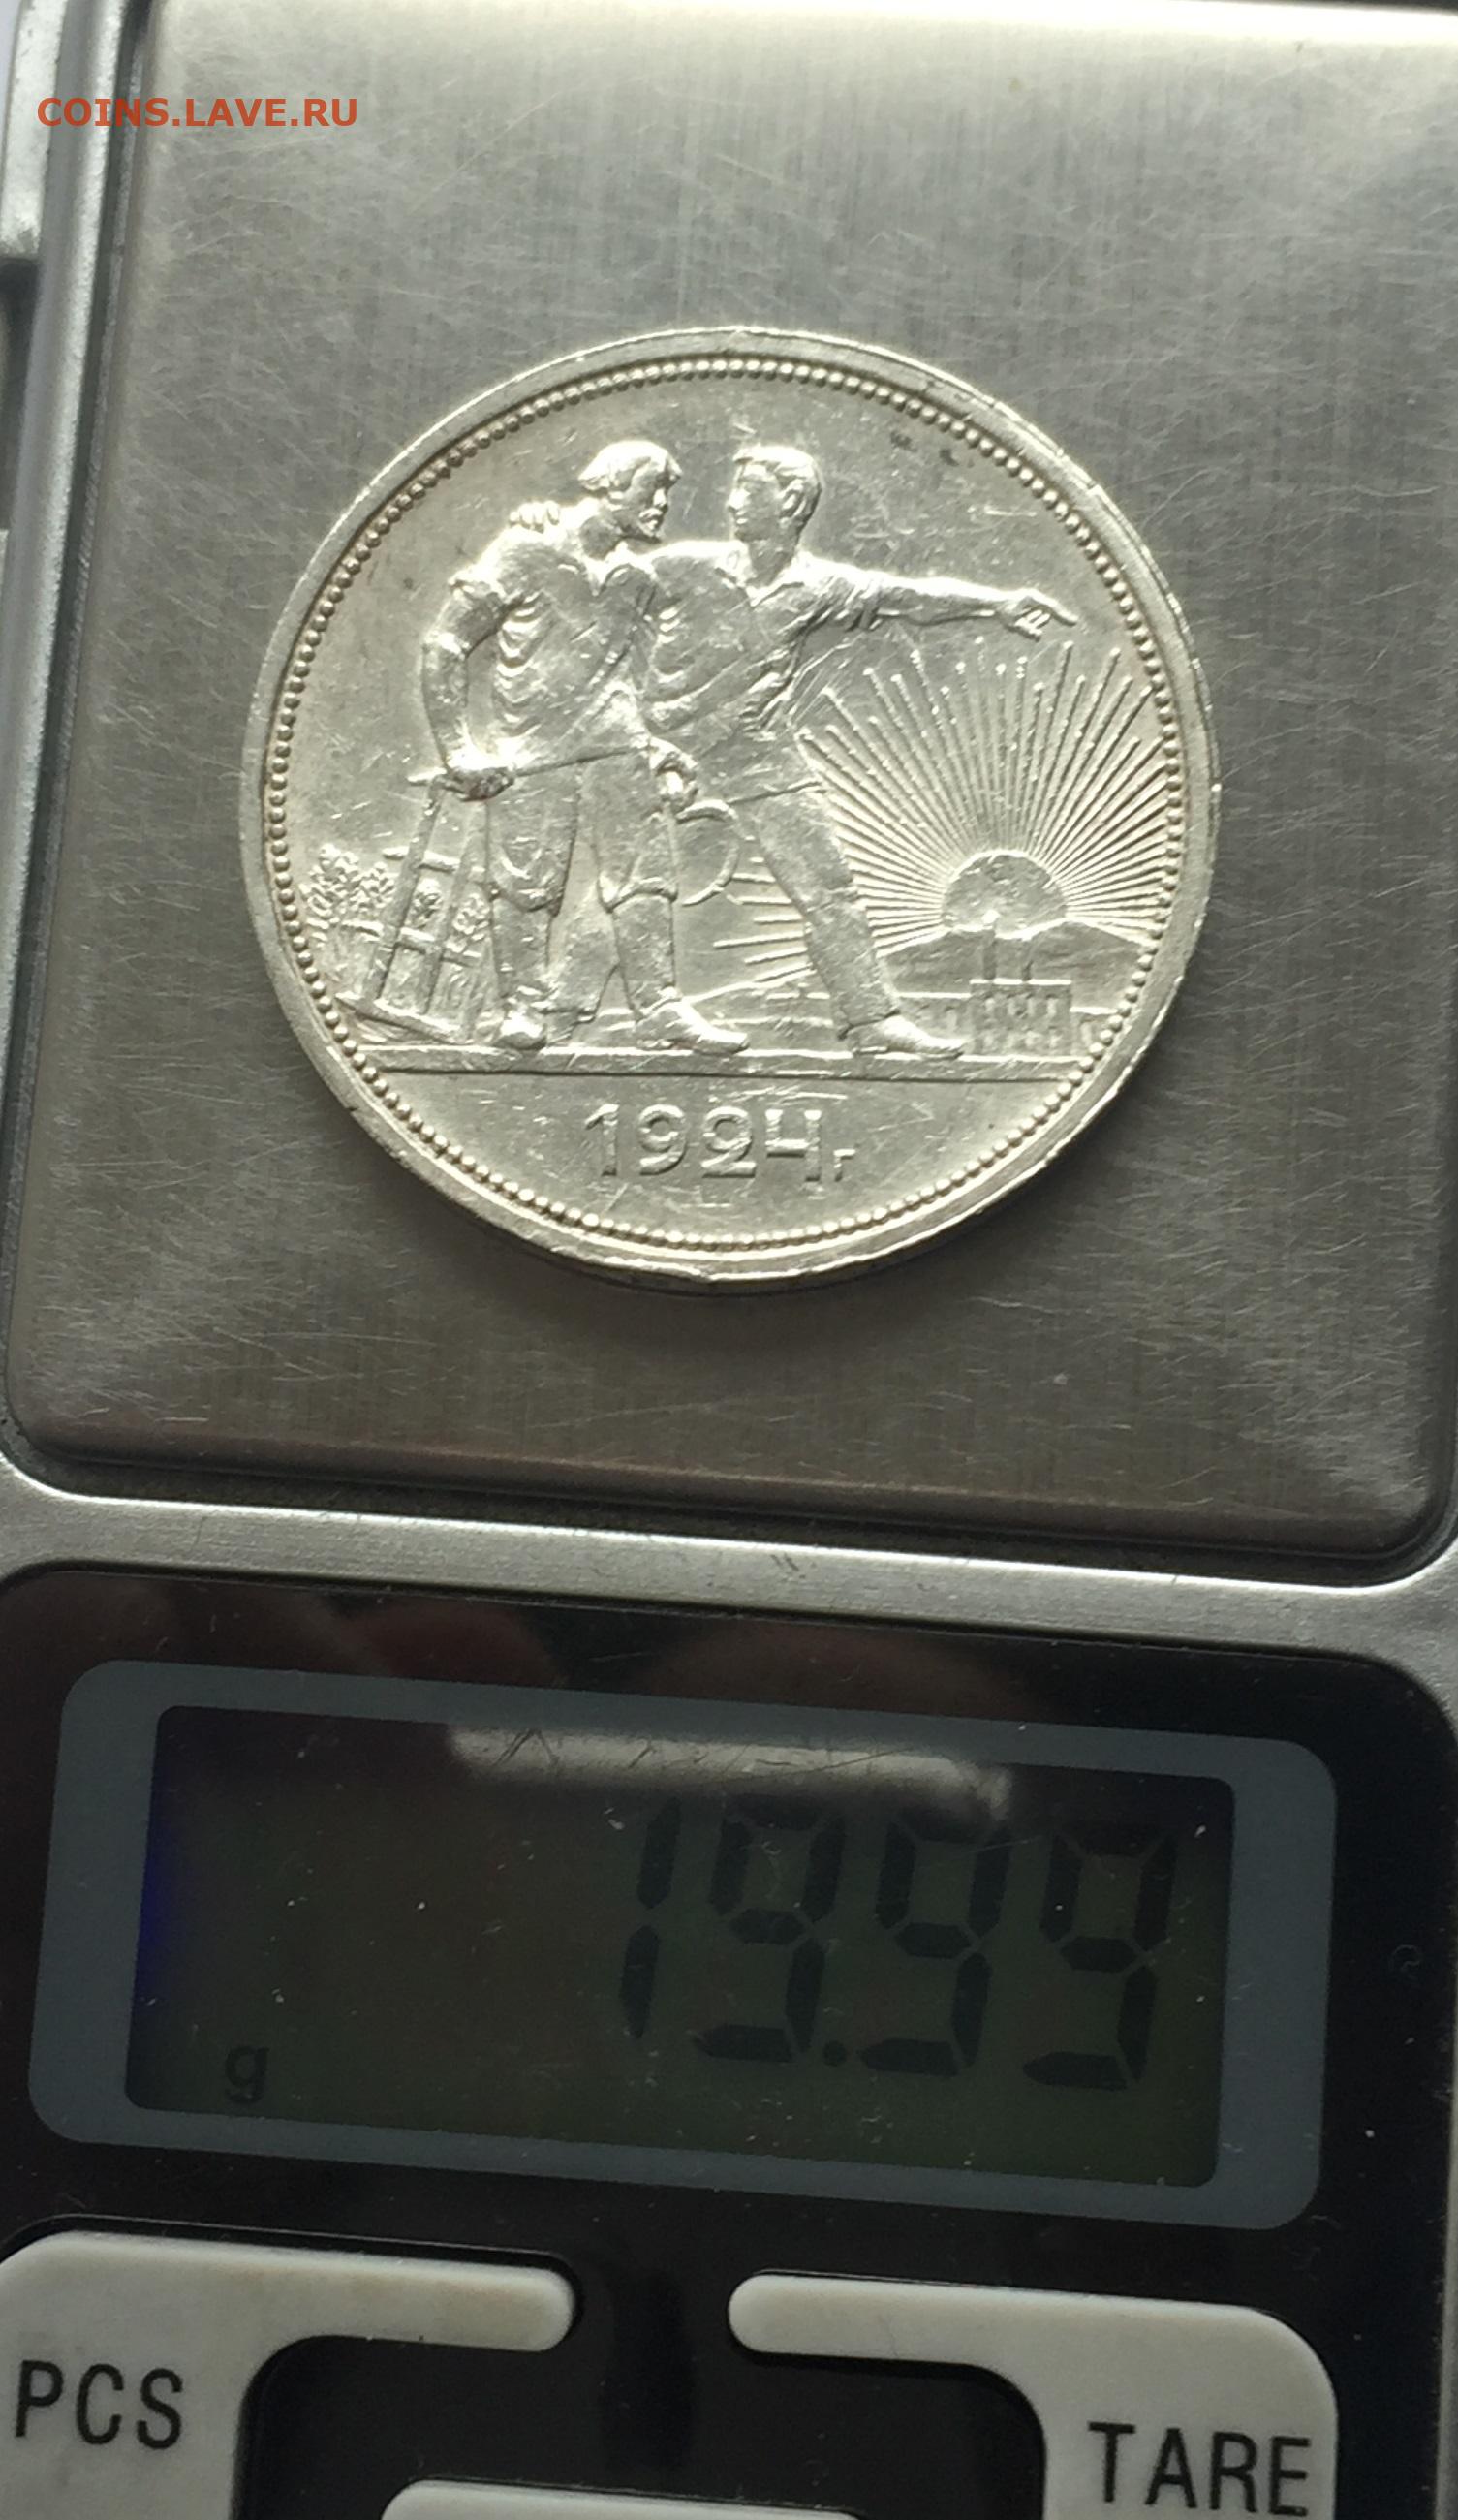 COINS.LAVE.RU
1924г
19.99
g
PCS
TARE